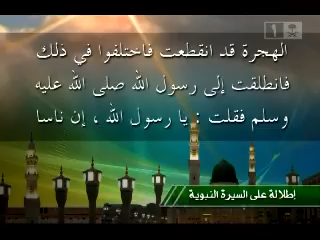 الهجرة قد انقطعت فاختلفوا في ذلك
فانطلقت إلى رسول الله صلى الله عليه
وسلم فقلت : يا رسول الله ، إن ناسا
إطلالة على السيرة النبوية